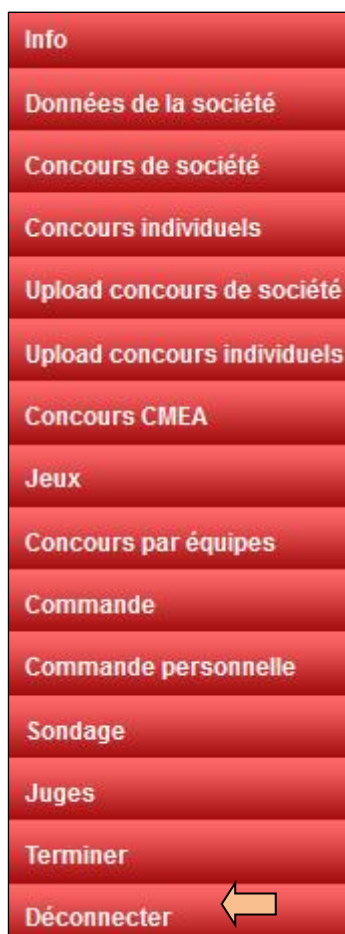 Info
Données de la société
Concours de société
Concours individuels
Upload concours de société
Upload concours individuels
Concours CMEA
Jeux
Concours par équipes
Commande
Commande personnelle
Sondage
Juges
Terminer
Déconnecter